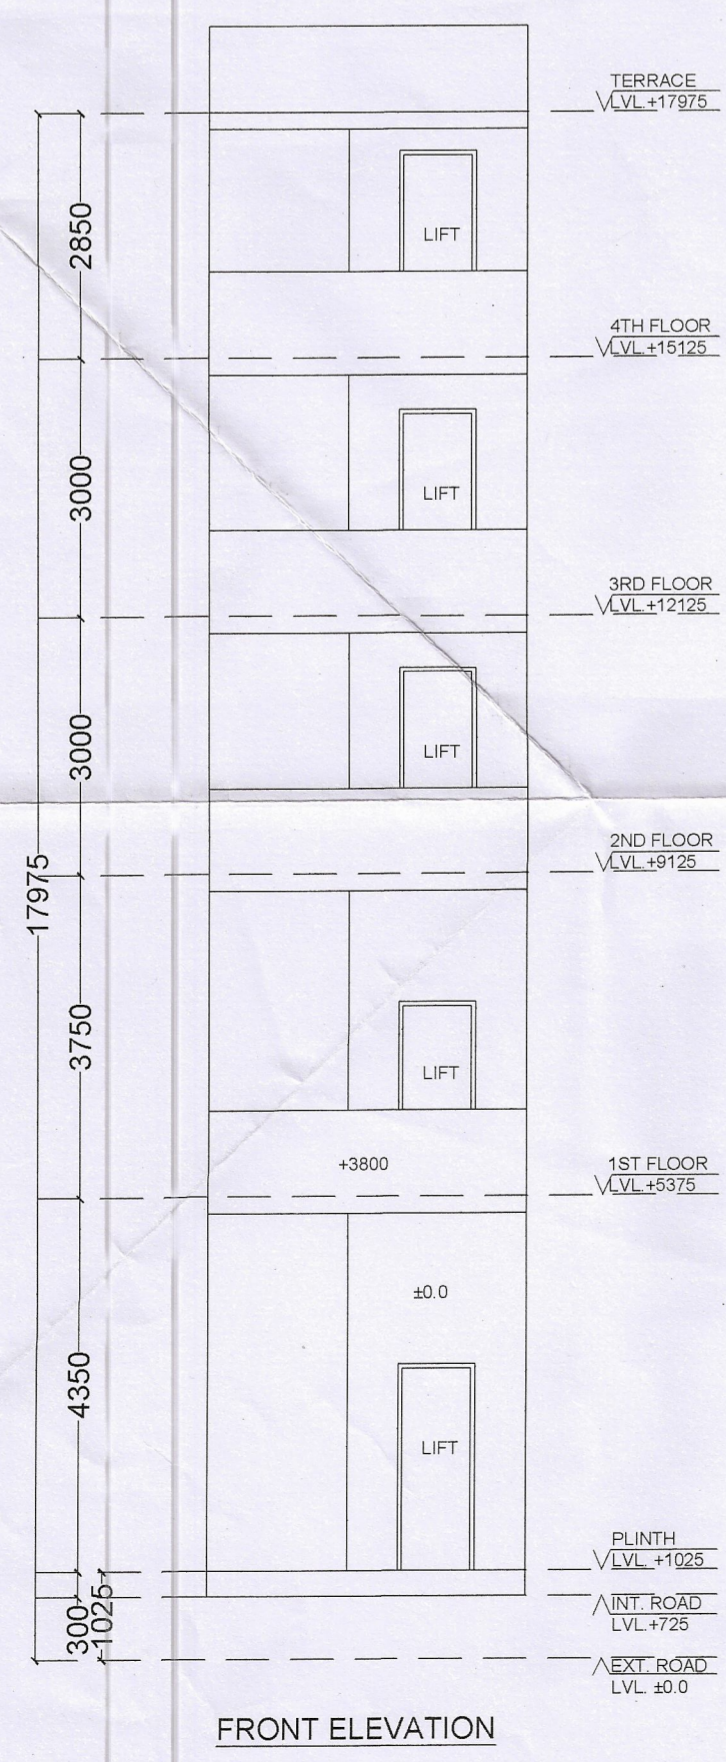 TERRACE
LVL.+17975
2850
LIFT
4TH FLOOR
LVL.+15125
3000
LIFT
3RD FLOOR
LVL.+12125
3000
LIFT
2ND FLOOR
LVL.+9125
17975
3750
LIFT
+3800
1ST FLOOR
LVL.+5375
±0.0
4350
LIFT
PLINTH
LVL. +1025
300
1025
INT. ROAD
LVL.+725
EXT. ROAD
LVL. ±0.0
FRONT ELEVATION